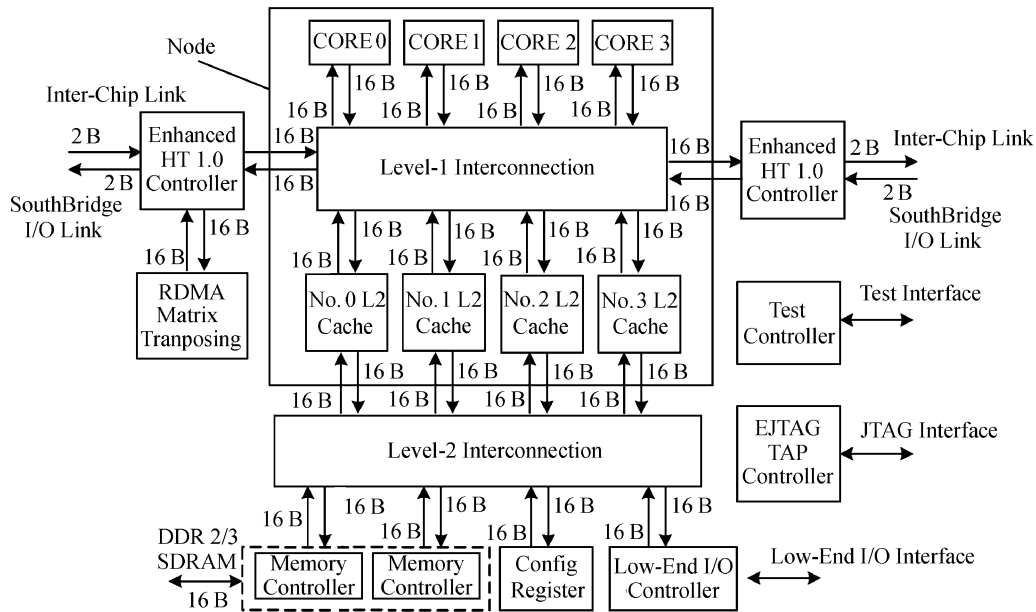 CORE 0
CORE 1
CORE 2
CORE 3
Node
16 B
16 B
16 B
16 B
16 B
16 B
16 B
16 B
Inter-Chip Link
2 B
Enhanced
HT 1.0
Controller
16 B
16 B
2 B
SouthBridge
I/O Link
Level-1 Interconnection
16 B
16 B
Enhanced
HT 1.0
Controller
2 B
Inter-Chip Link
2 B
SouthBridge
I/O Link
16 B
16 B
RDMA
Matrix
Tranposing
16 B
16 B
16 B
16 B
16 B
16 B
16 B
16 B
No. 0 L2
Cache
No. 1 L2
Cache
No. 2 L2
Cache
No. 3 L2
Cache
Test
Controller
Test Interface
16 B
16 B
16 B
16 B
16 B
16 B
16 B
16 B
Level-2 Interconnection
EJTAG
TAP
Controller
JTAG Interface
16 B
16 B
16 B
16 B
16 B
16 B
16 B
16 B
DDR 2/3
SDRAM
16 B
Memory
Controller
Memory
Controller
Config
Register
Low-End I/O
Controller
Low-End I/O Interface